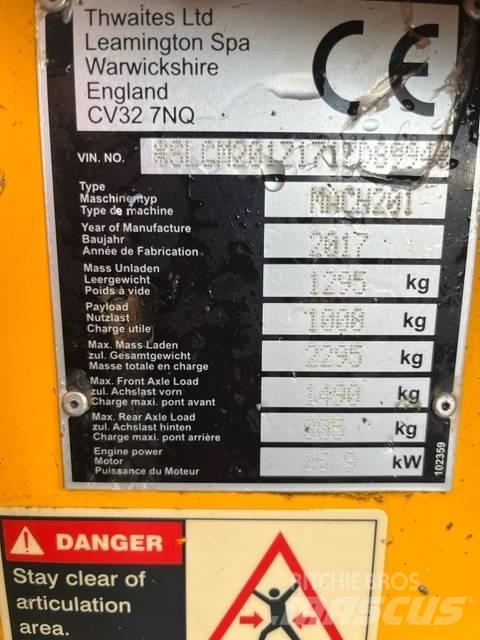 Thwaites Ltd
Leamington Spa
Warwickshire
England
CV32 7NQ
CE
VIN. NO.
Type
Maschinentyp
Type de machine
MACH201
Year of Manufacture
Baujahr
Année de Fabrication
2017
Mass Unladen
Leergewicht
Poids à vide
1295 kg
Payload
Nutzlast
Charge utile
1000 kg
Max. Mass Laden
zul. Gesamtgewicht
Masse totale en charge
2295 kg
Max. Front Axle Load
zul. Achslast vorn
Charge maxi. pont avant
kg
Max. Rear Axle Load
zul. Achslast hinten
Charge maxi. pont arrière
kg
Engine power
Motor
Puissance du Moteur
kW
102359
DANGER
Stay clear of
articulation
area.
MASCUS
BJØRNS BROS.